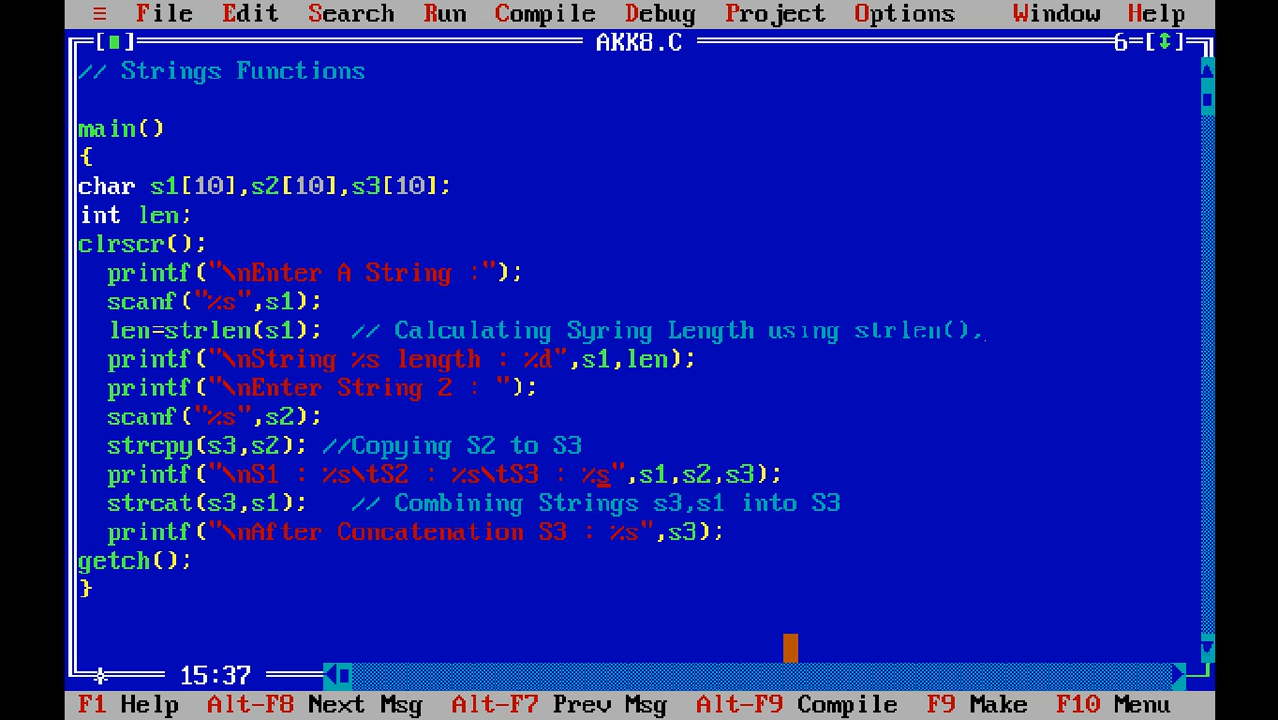 ≡ File Edit Search Run Compile Debug Project Options Window Help
[■] AKK8.C 6=[↕]
// Strings Functions
main()
{
char s1[10],s2[10],s3[10];
int len;
clrscr();
printf("\nEnter A String :");
scanf("%s",s1);
len=strlen(s1); // Calculating Syring Length using strlen(),
printf("\nString %s length : %d",s1,len);
printf("\nEnter String 2 : ");
scanf("%s",s2);
strcpy(s3,s2); //Copying S2 to S3
printf("\nS1 : %s\tS2 : %s\tS3 : %s",s1,s2,s3);
strcat(s3,s1); // Combining Strings s3,s1 into S3
printf("\nAfter Concatenation S3 : %s",s3);
getch();
}
15:37
F1 Help Alt-F8 Next Msg Alt-F7 Prev Msg Alt-F9 Compile F9 Make F10 Menu